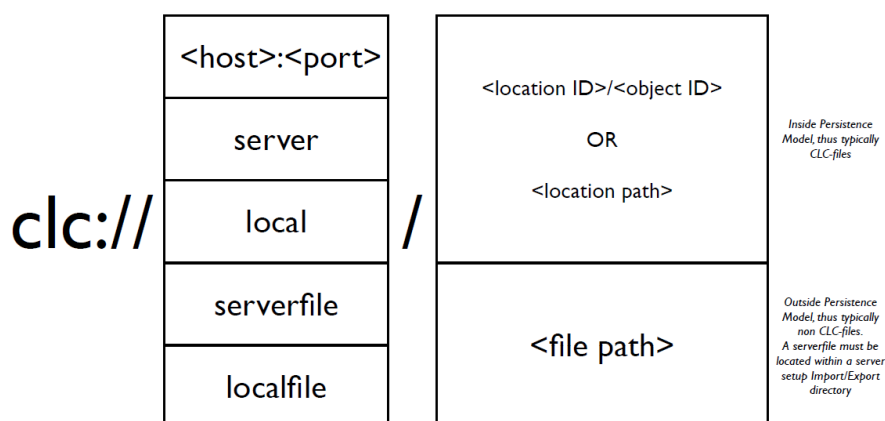 clc://
<host>:<port>
server
local
serverfile
localfile
/
<location ID>/<object ID>
OR
<location path>
<file path>
Inside Persistence
Model, thus typically
CLC-files
Outside Persistence
Model, thus typically
non CLC-files.
A serverfile must be
located within a server
setup Import/Export
directory